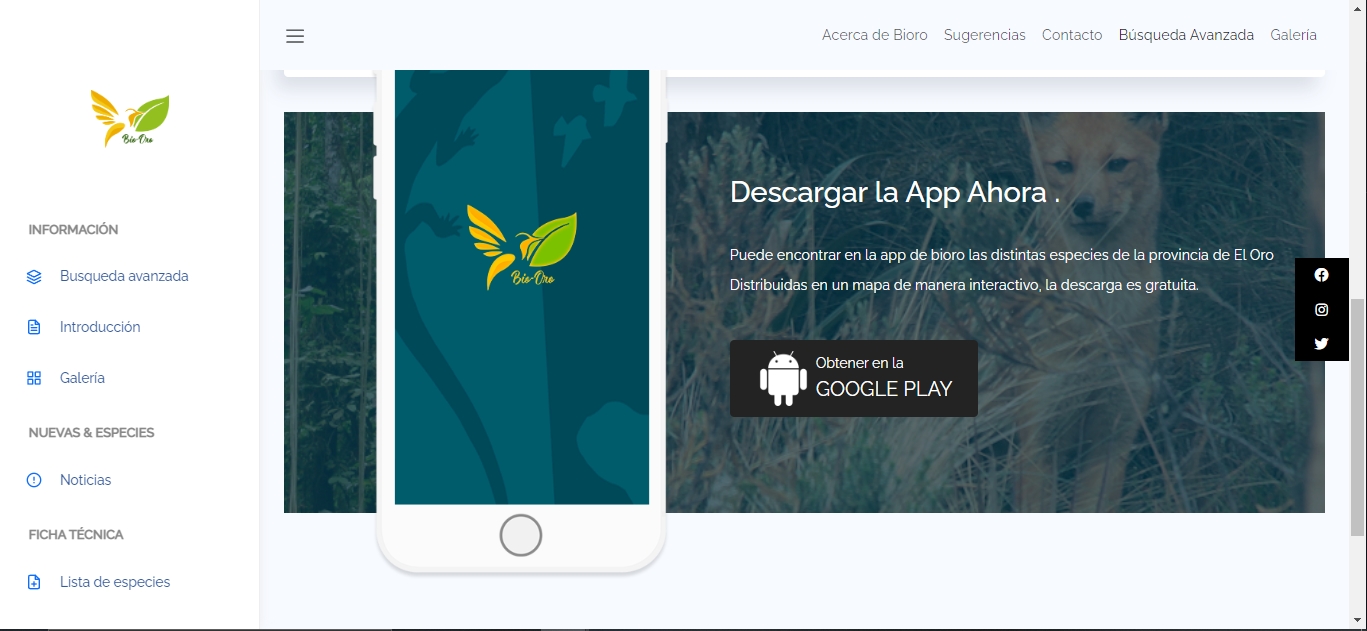 Acerca de Bioro Sugerencias Contacto Búsqueda Avanzada Galería
Bio-Oro
INFORMACIÓN
Busqueda avanzada
Introducción
Galería
NUEVAS & ESPECIES
Noticias
FICHA TÉCNICA
Lista de especies
Bio-Oro
Descargar la App Ahora .
Puede encontrar en la app de bioro las distintas especies de la provincia de El Oro
Distribuidas en un mapa de manera interactivo, la descarga es gratuita.
Obtener en la
GOOGLE PLAY